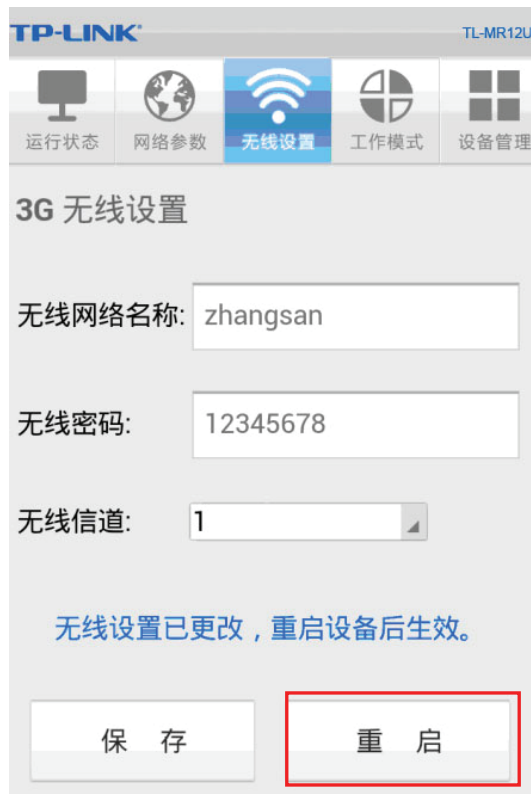 TP-LINK
TL-MR12U
运行状态 网络参数 无线设置 工作模式 设备管理
3G 无线设置
无线网络名称: zhangsan
无线密码: 12345678
无线信道: 1
无线设置已更改，重启设备后生效。
保 存 重 启